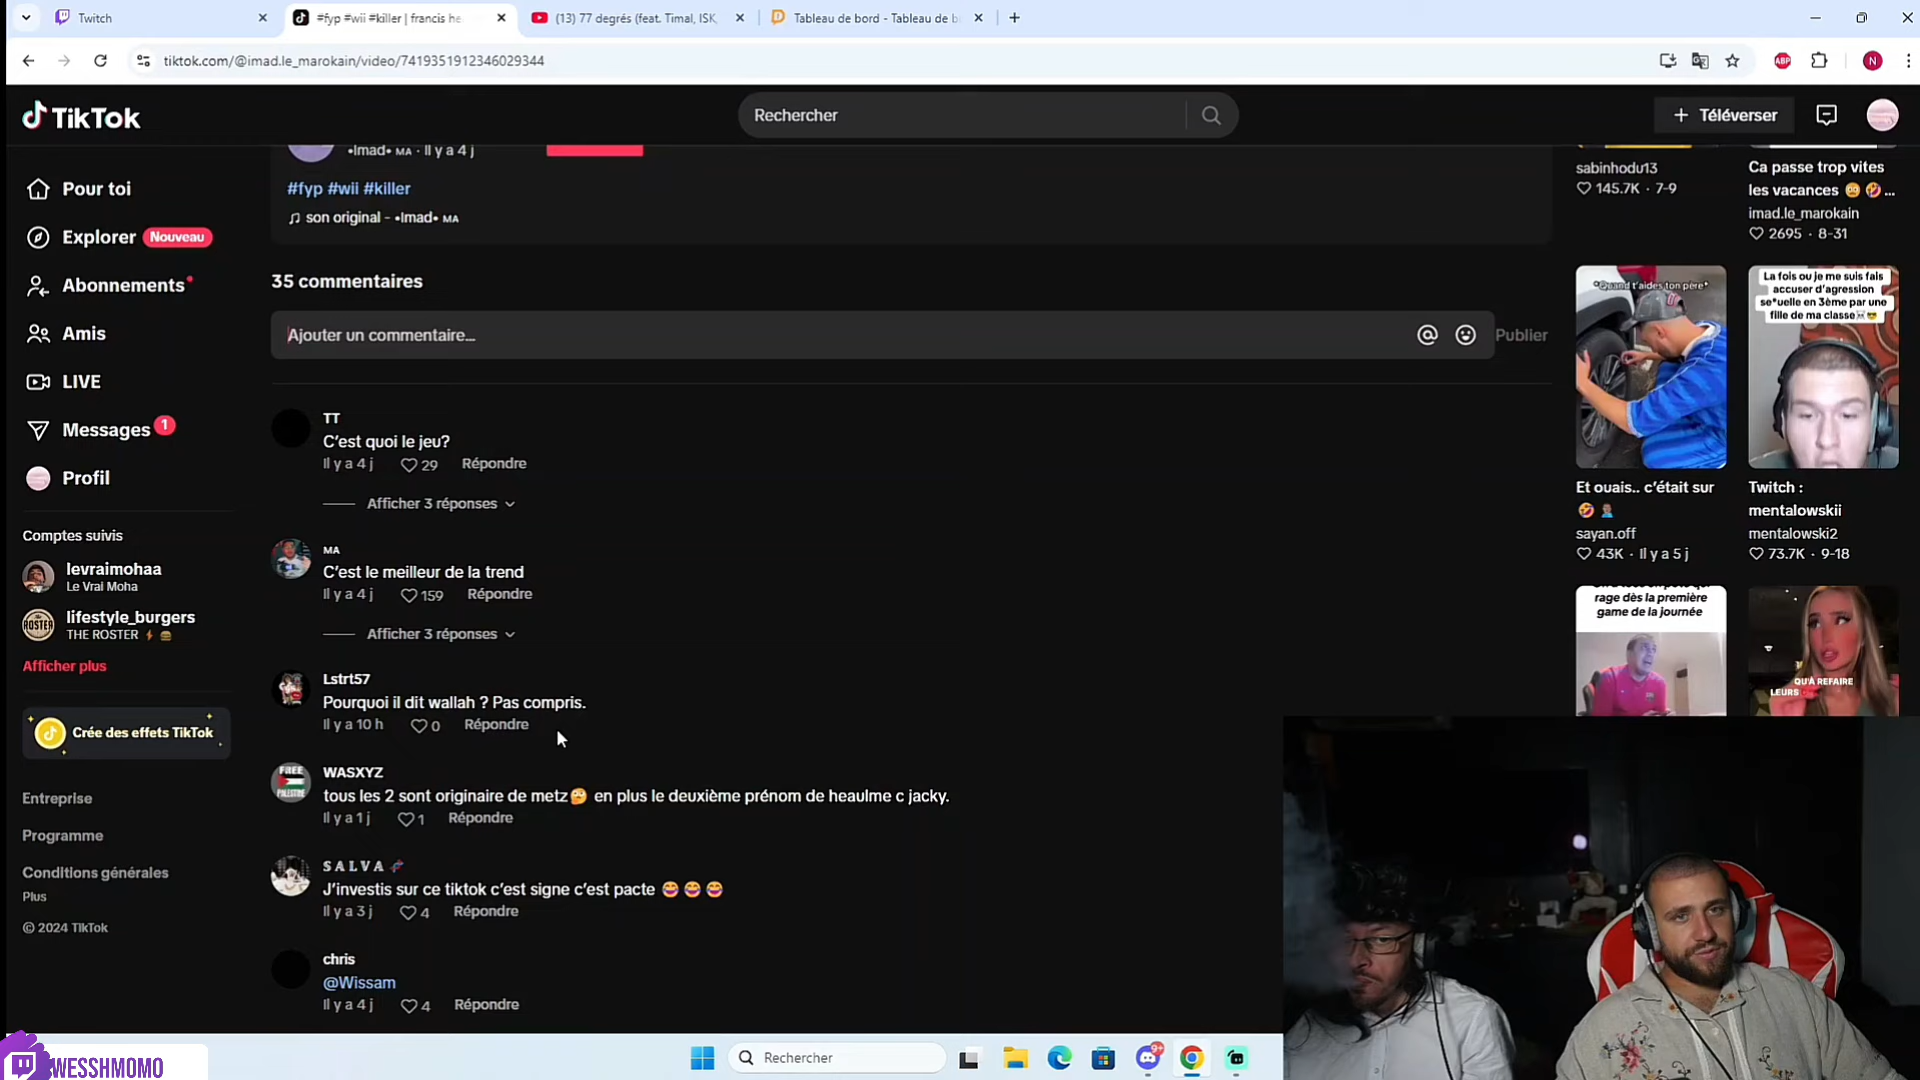 Twitch
#fyp #wii #killer | francis he
(13) 77 degrés (feat. Timal, ISK,
Tableau de bord - Tableau de b
tiktok.com/@imad.le_marokain/video/7419351912346029344
ABP
N
TikTok
Rechercher
Téléverser
•Imad• MA · Il y a 4 j
#fyp #wii #killer
son original - •Imad• MA
Pour toi
Explorer Nouveau
Abonnements
Amis
LIVE
Messages 1
Profil
Comptes suivis
levraimohaa
Le Vrai Moha
lifestyle_burgers
THE ROSTER ⚡ 🍔
Afficher plus
Crée des effets TikTok
Entreprise
Programme
Conditions générales
Plus
© 2024 TikTok
35 commentaires
Ajouter un commentaire...
Publier
TT
C'est quoi le jeu?
Il y a 4 j 29 Répondre
Afficher 3 réponses
MA
C'est le meilleur de la trend
Il y a 4 j 159 Répondre
Afficher 3 réponses
Lstrt57
Pourquoi il dit wallah ? Pas compris.
Il y a 10 h 0 Répondre
FREE
PALESTINE
WASXYZ
tous les 2 sont originaire de metz🤔 en plus le deuxième prénom de heaulme c jacky.
Il y a 1 j 1 Répondre
S A L V A
J'investis sur ce tiktok c'est signe c'est pacte 😂 😂 😂
Il y a 3 j 4 Répondre
chris
@Wissam
Il y a 4 j 4 Répondre
sabinhodu13
145.7K · 7-9
Ca passe trop vites
les vacances 😳 🤣 ...
imad.le_marokain
2695 · 8-31
*Quand t'aides ton père*
Et ouais.. c'était sur
🤣 🤦🏽‍♂️
sayan.off
43K · Il y a 5 j
La fois ou je me suis fais
accuser d'agression
se*uelle en 3ème par une
fille de ma classe
Twitch :
mentalowskii
mentalowski2
73.7K · 9-18
rage dès la première
game de la journée
QU'À REFAIRE
LEURS
WESSHMOMO
Rechercher
9+